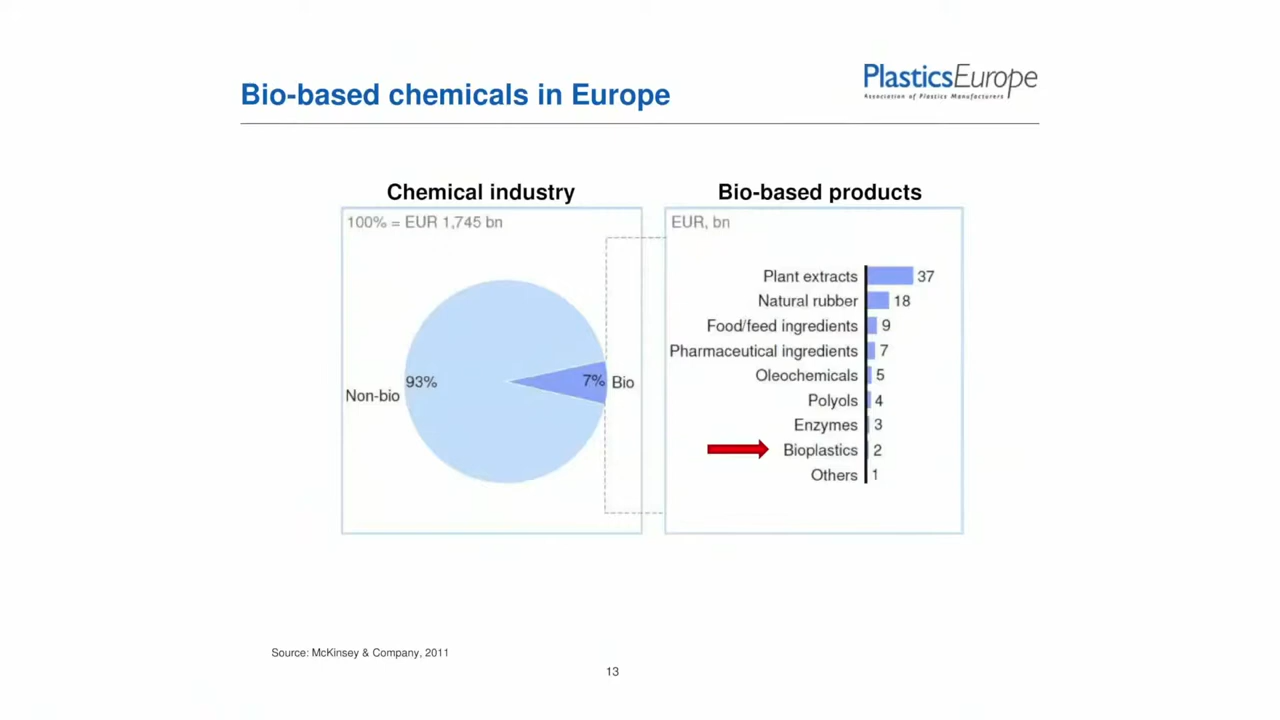 Bio-based chemicals in Europe
PlasticsEurope
Association of Plastics Manufacturers
Chemical industry
100% = EUR 1,745 bn
Non-bio
93%
7%
Bio
Bio-based products
EUR, bn
Plant extracts 37
Natural rubber 18
Food/feed ingredients 9
Pharmaceutical ingredients 7
Oleochemicals 5
Polyols 4
Enzymes 3
Bioplastics 2
Others 1
Source: McKinsey & Company, 2011
13